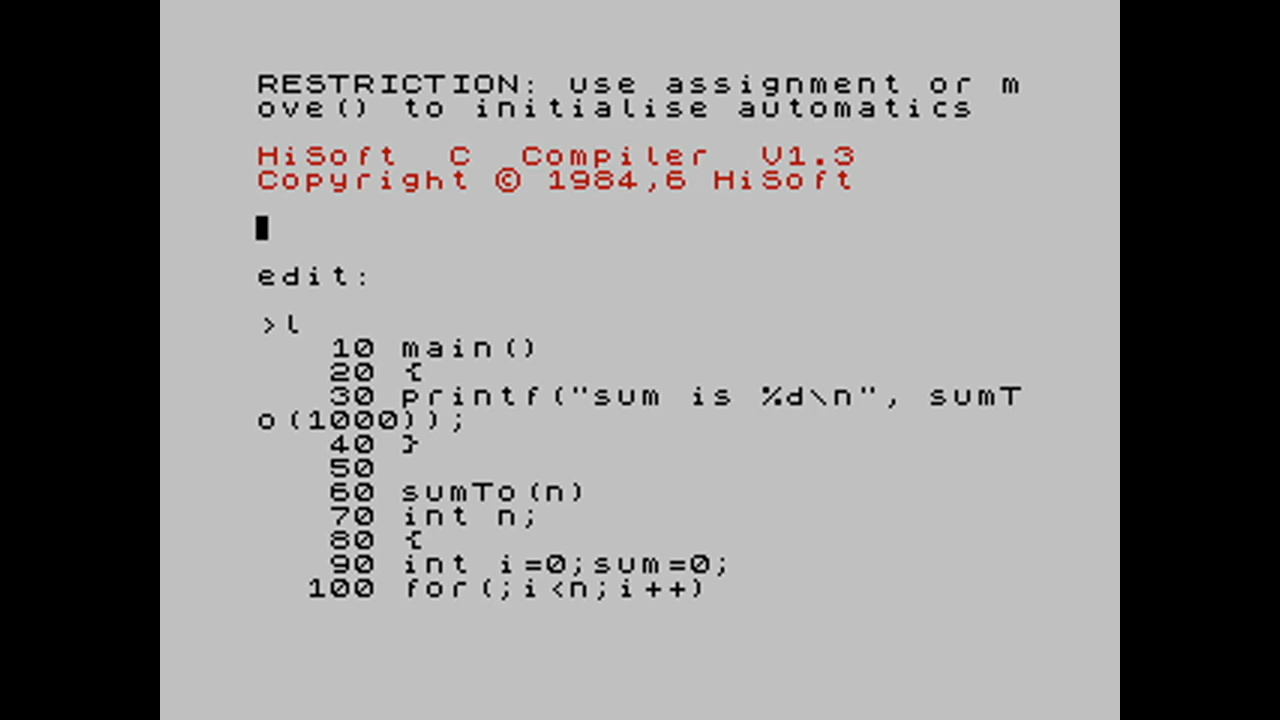 RESTRICTION: use assignment or m
ove() to initialise automatics
HiSoft C Compiler V1.3
Copyright © 1984,6 HiSoft
edit:
>l
10 main()
20 {
30 printf("sum is %d\n", sumT
o(1000));
40 }
50
60 sumTo(n)
70 int n;
80 {
90 int i=0;sum=0;
100 for(;i<n;i++)